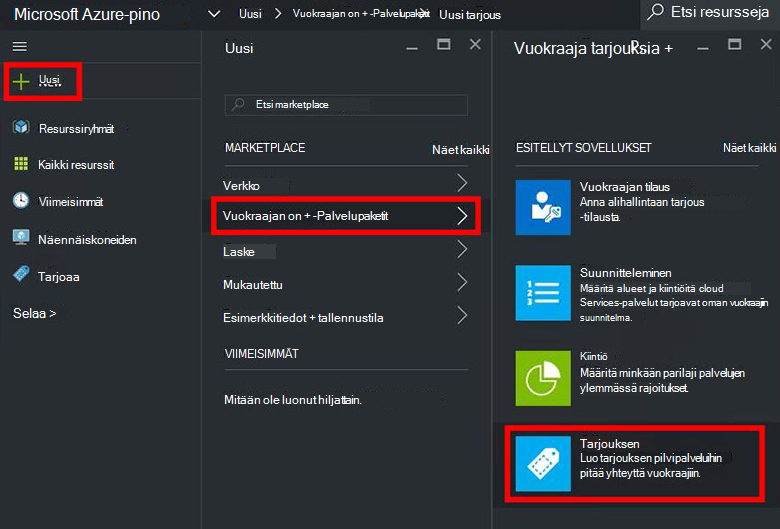 Microsoft Azure-pino
Uusi > Vuokraajan on + -Palvelupaketit > Uusi tarjous
Etsi resursseja
Uusi
Resurssiryhmät
Kaikki resurssit
Viimeisimmät
Näennäiskoneiden
Tarjoaa
Selaa >
Uusi
Etsi marketplace
MARKETPLACE
Näet kaikki
Verkko
Vuokraajan on + -Palvelupaketit
Laske
Mukautettu
Esimerkkitiedot + tallennustila
VIIMEISIMMÄT
Mitään ole luonut hiljattain.
Vuokraaja tarjouksia +
ESITELLYT SOVELLUKSET
Näet kaikki
Vuokraajan tilaus
Anna alihallintaan tarjous
-tilausta.
Suunnitteleminen
Määritä alueet ja kiintiöitä cloud
Services-palvelut tarjoavat oman vuokraajin
suunnitelma.
Kiintiö
Määritä minkään parilaji palvelujen
ylemmässä rajoitukset.
Tarjouksen
Luo tarjouksen pilvipalveluihin
pitää yhteyttä vuokraajiin.